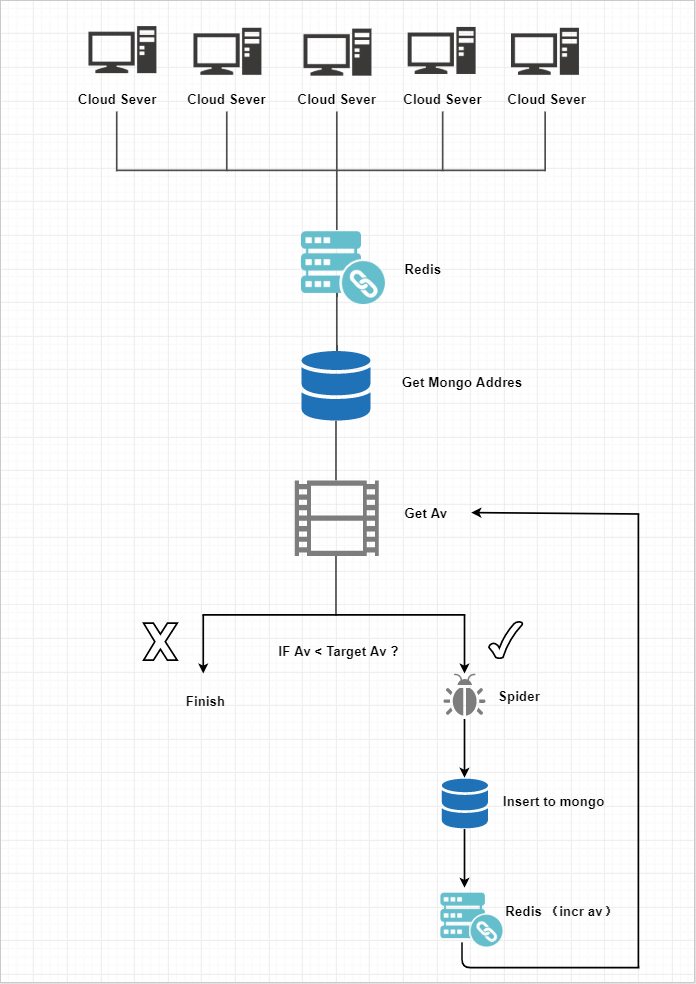 Cloud Sever
Cloud Sever
Cloud Sever
Cloud Sever
Cloud Sever
Redis
Get Mongo Addres
Get Av
X
IF Av < Target Av ?
Finish
Spider
Insert to mongo
Redis （incr av）